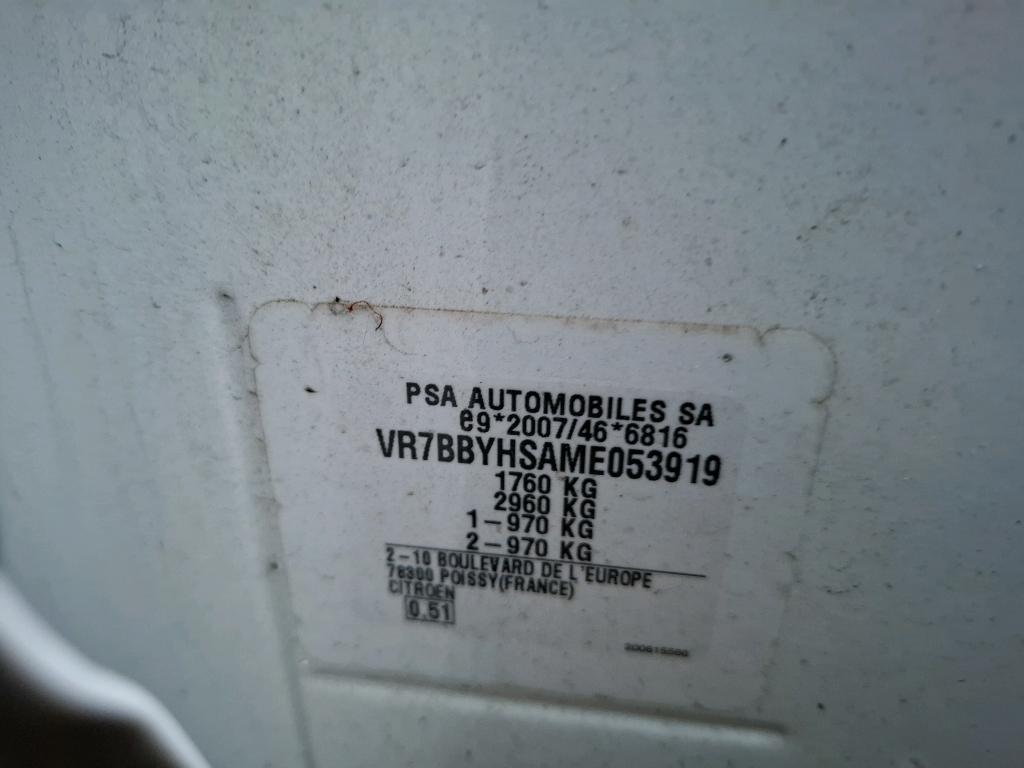 PSA AUTOMOBILES SA
e9*2007/46*6816
VR7BBYHSAME053919
1760 KG
2960 KG
1-970 KG
2-970 KG
2-10 BOULEVARD DE L'EUROPE
78300 POISSY(FRANCE)
CITROEN
0.51